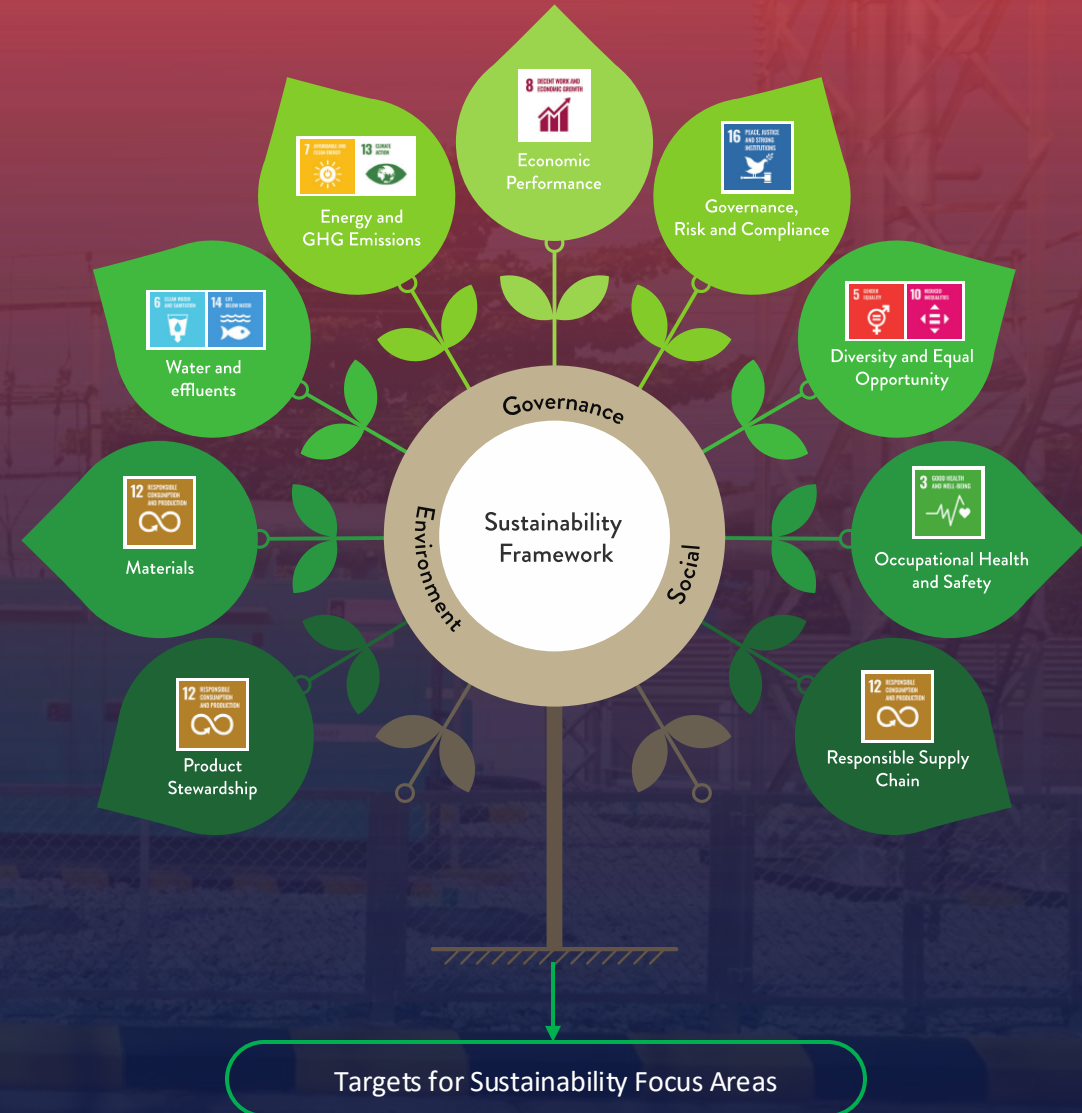 8 DECENT WORK AND
ECONOMIC GROWTH
Economic
Performance
7 AFFORDABLE AND
CLEAN ENERGY
13 CLIMATE
ACTION
Energy and
GHG Emissions
16 PEACE, JUSTICE
AND STRONG
INSTITUTIONS
Governance,
Risk and Compliance
6 CLEAN WATER
AND SANITATION
14 LIFE
BELOW WATER
Water and
effluents
5 GENDER
EQUALITY
10 REDUCED
INEQUALITIES
Diversity and Equal
Opportunity
12 RESPONSIBLE
CONSUMPTION
AND PRODUCTION
Materials
3 GOOD HEALTH
AND WELL-BEING
Occupational Health
and Safety
12 RESPONSIBLE
CONSUMPTION
AND PRODUCTION
Product
Stewardship
12 RESPONSIBLE
CONSUMPTION
AND PRODUCTION
Responsible Supply
Chain
Governance
Environment
Social
Sustainability
Framework
Targets for Sustainability Focus Areas